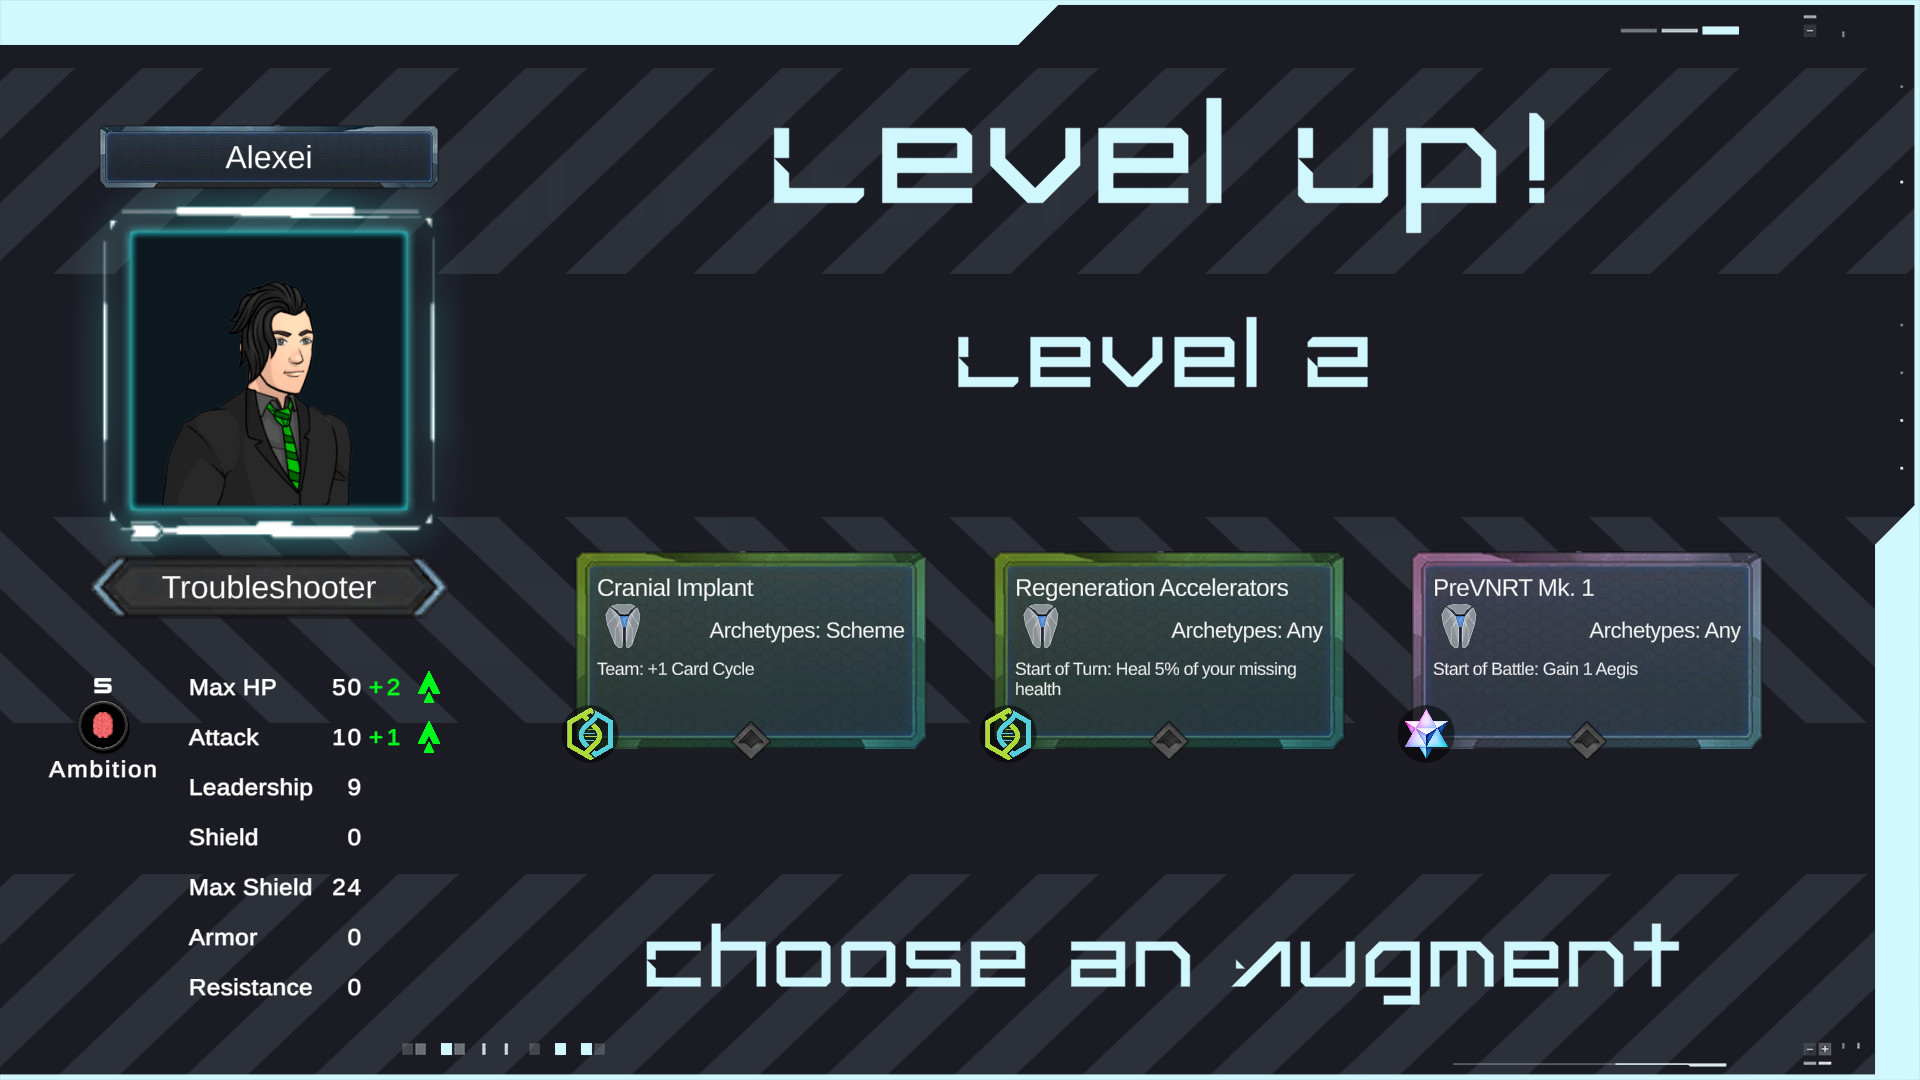 Alexei
Level up!
Level 2
Troubleshooter
5
Ambition
Max HP 50 +2
Attack 10 +1
Leadership 9
Shield 0
Max Shield 24
Armor 0
Resistance 0
Cranial Implant
Archetypes: Scheme
Team: +1 Card Cycle
Regeneration Accelerators
Archetypes: Any
Start of Turn: Heal 5% of your missing
health
PreVNRT Mk. 1
Archetypes: Any
Start of Battle: Gain 1 Aegis
choose an Augment